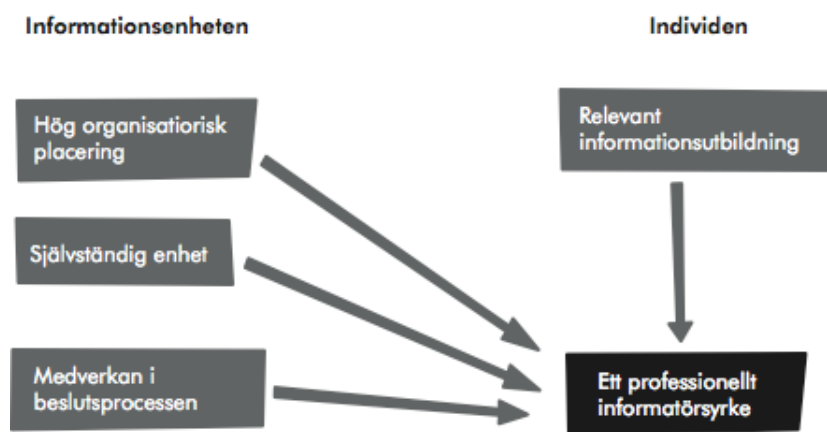 Informationsenheten
Individen
Hög organisatiorisk
placering
Relevant
informationsutbildning
Självständig enhet
Medverkan i
beslutsprocessen
Ett professionellt
informatörsyrke